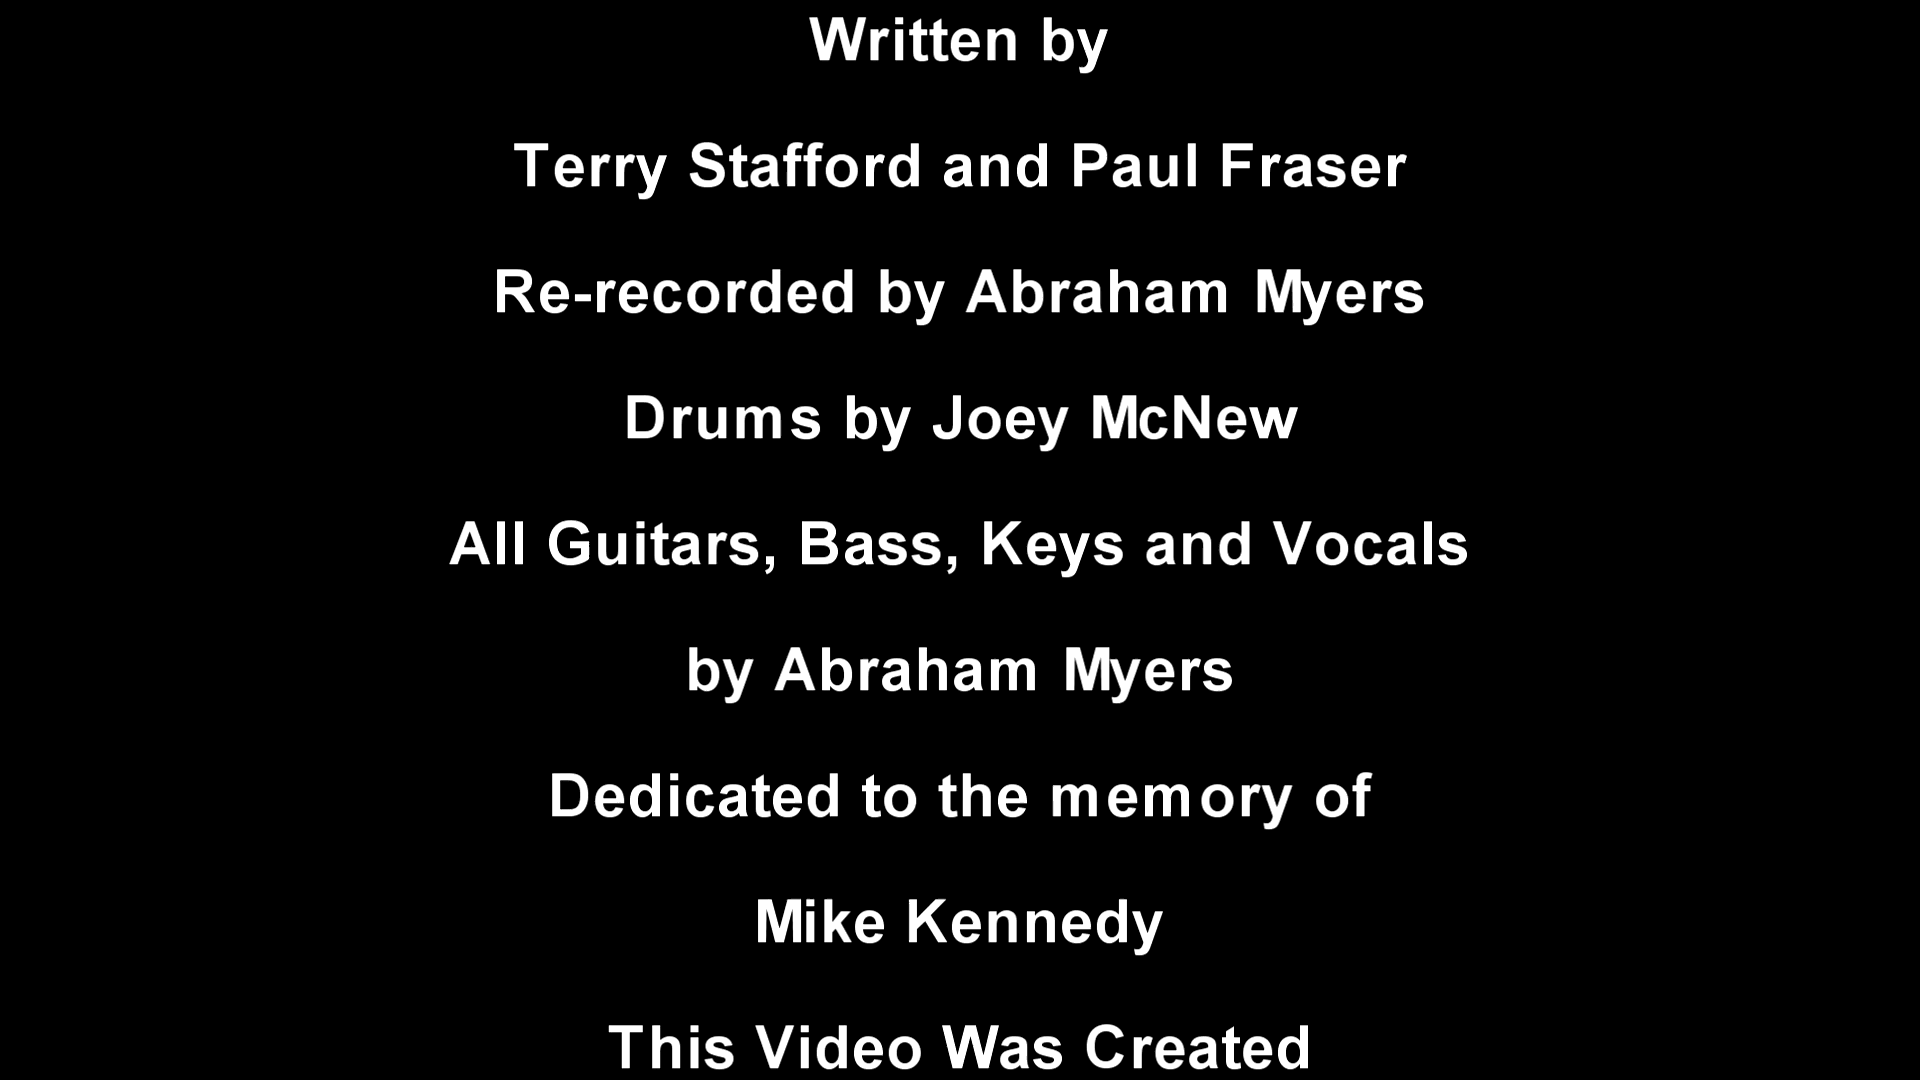 Written by
Terry Stafford and Paul Fraser
Re-recorded by Abraham Myers
Drums by Joey McNew
All Guitars, Bass, Keys and Vocals
by Abraham Myers
Dedicated to the memory of
Mike Kennedy
This Video Was Created